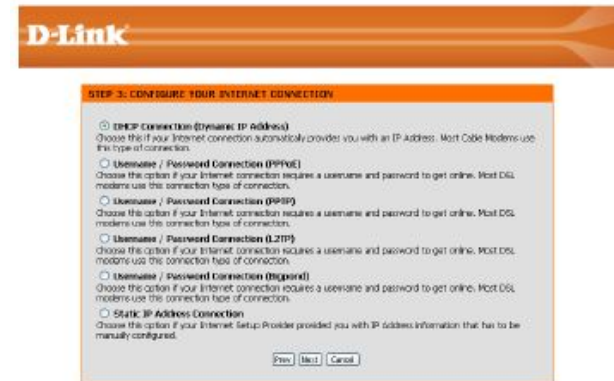 D-Link
STEP 3: CONFIGURE YOUR INTERNET CONNECTION
DHCP Connection (Dynamic IP Address)
Choose this if your Internet connection automatically provides you with an IP Address. Most Cable Modems use
this type of connection.
Username / Password Connection (PPPoE)
Choose this option if your Internet connection requires a username and password to get online. Most DSL
modems use this connection type of connection.
Username / Password Connection (PPTP)
Choose this option if your Internet connection requires a username and password to get online. Most DSL
modems use this connection type of connection.
Username / Password Connection (L2TP)
Choose this option if your Internet connection requires a username and password to get online. Most DSL
modems use this connection type of connection.
Username / Password Connection (Bigpond)
Choose this option if your Internet connection requires a username and password to get online. Most DSL
modems use this connection type of connection.
Static IP Address Connection
Choose this option if your Internet Setup Provider provided you with IP Address information that has to be
manually configured.
Prev Next Cancel